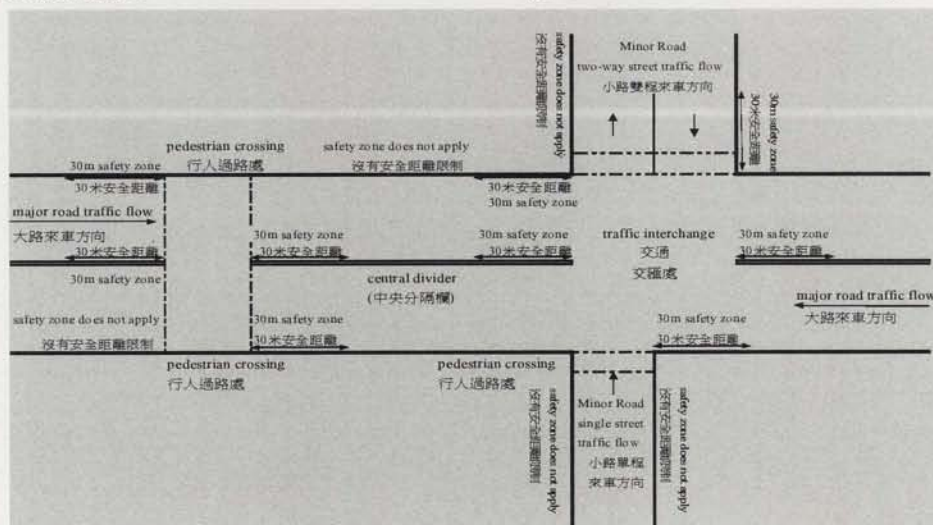 safety zone does not apply
沒有安全距離限制
Minor Road
two-way street traffic flow
小路雙程來車方向
30m safety zone
30米安全距離
pedestrian crossing
行人過路處
safety zone does not apply
沒有安全距離限制
30m safety zone
30米安全距離
30米安全距離
30m safety zone
major road traffic flow
大路來車方向
30米安全距離
30m safety zone
30m safety zone
30米安全距離
30m safety zone
30米安全距離
traffic interchange
交通
交匯處
30m safety zone
30米安全距離
central divider
(中央分隔欄)
major road traffic flow
大路來車方向
safety zone does not apply
沒有安全距離限制
30m safety zone
30米安全距離
30m safety zone
30米安全距離
pedestrian crossing
行人過路處
pedestrian crossing
行人過路處
safety zone does not apply
沒有安全距離限制
Minor Road
single street
traffic flow
小路單程
來車方向
safety zone does not apply
沒有安全距離限制